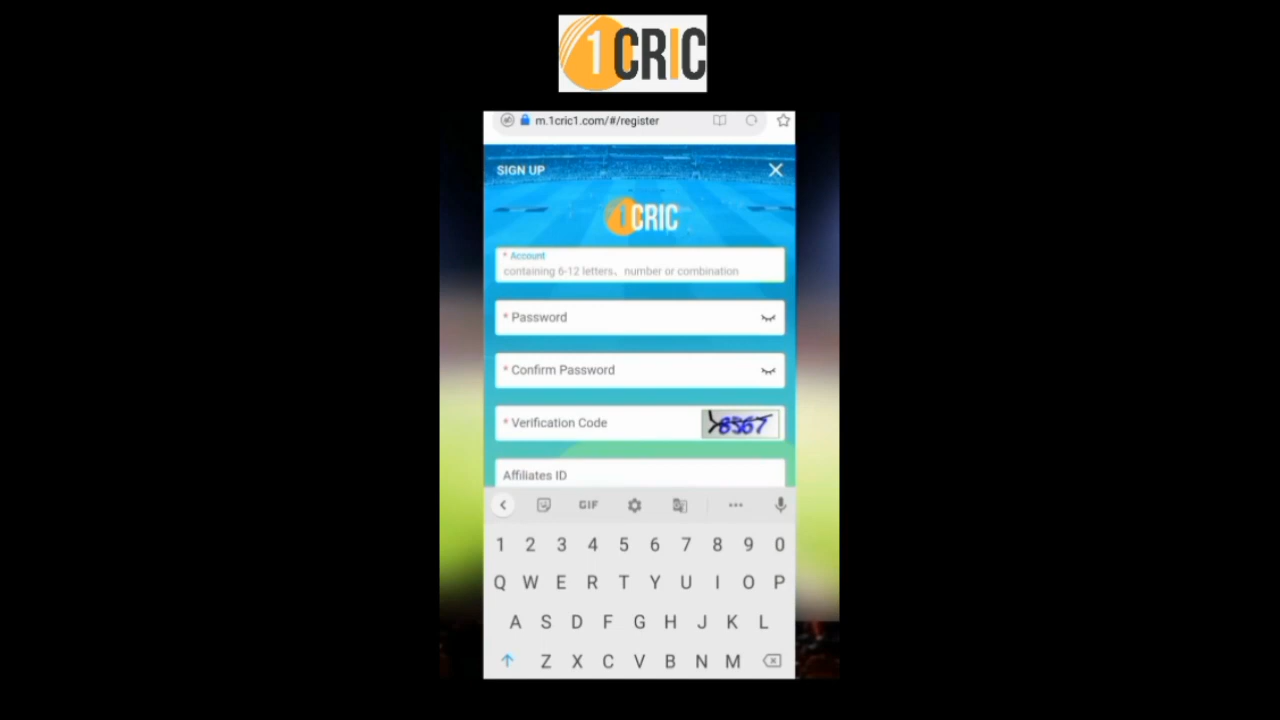 1CRIC
m.1cric1.com/#/register
SIGN UP
1CRIC
* Account
containing 6-12 letters、number or combination
* Password
* Confirm Password
* Verification Code
8567
Affiliates ID
GIF
1 2 3 4 5 6 7 8 9 0
Q W E R T Y U I O P
A S D F G H J K L
Z X C V B N M